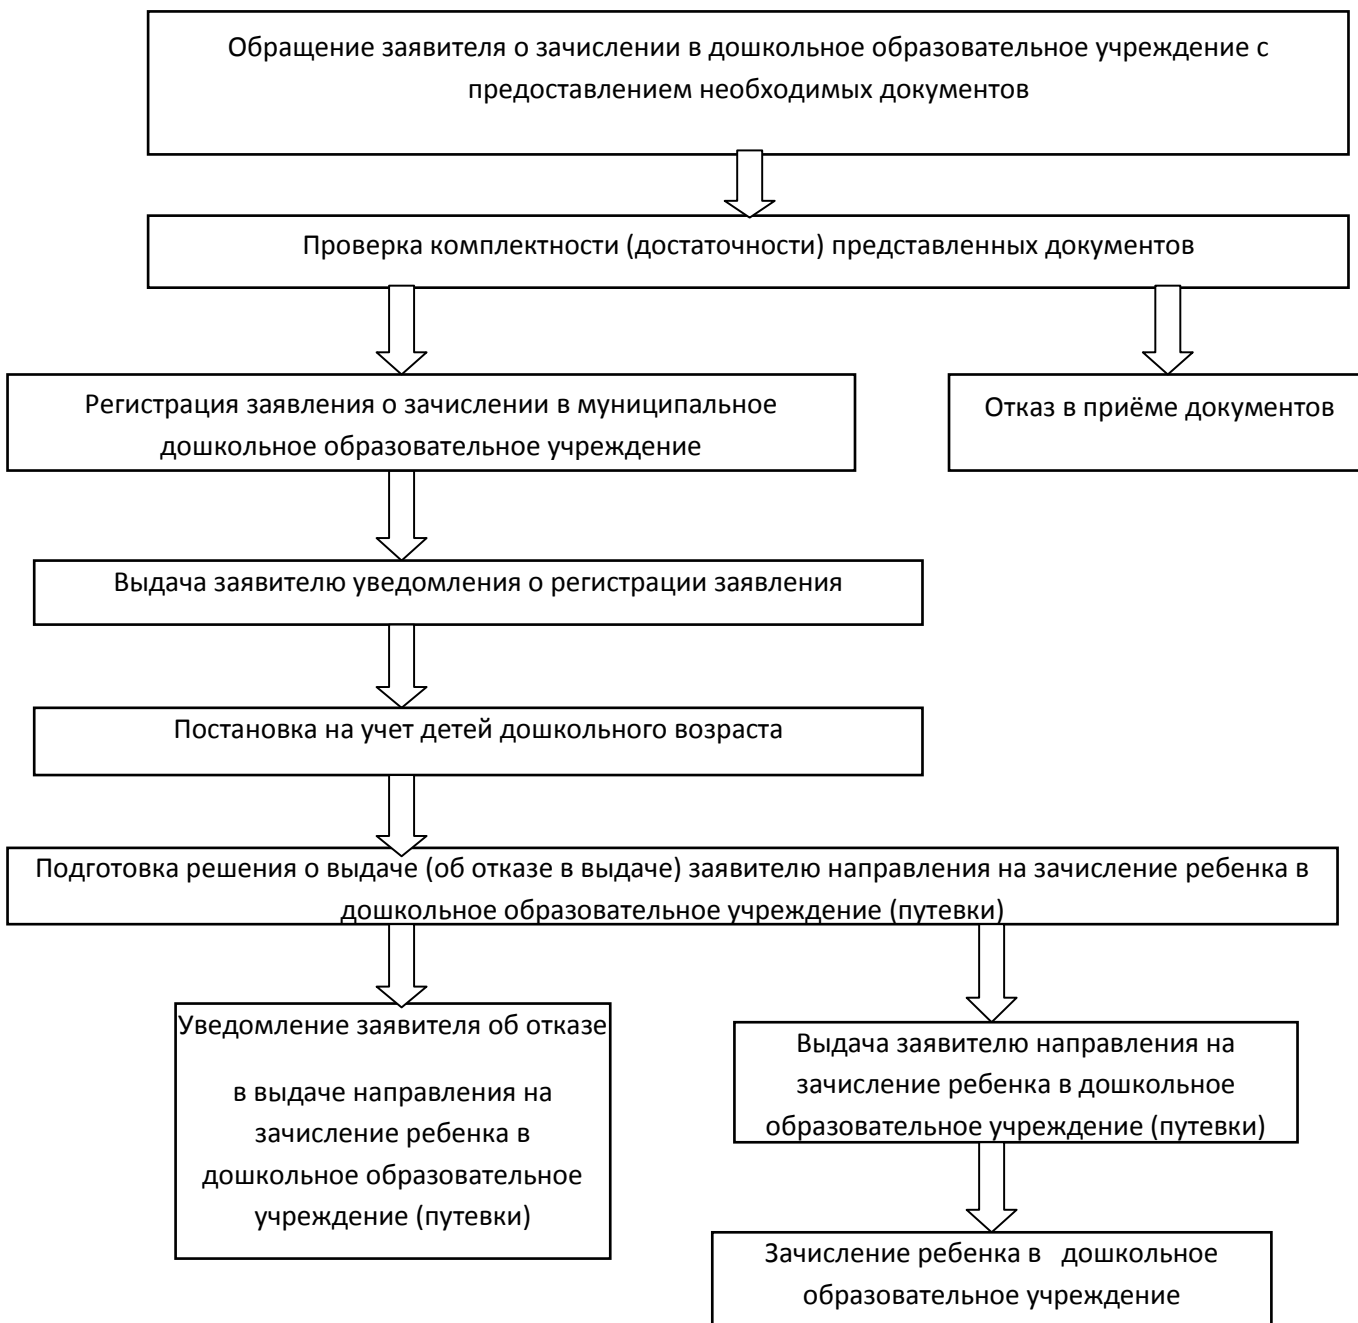 Обращение заявителя о зачислении в дошкольное образовательное учреждение с
предоставлением необходимых документов
Проверка комплектности (достаточности) представленных документов
Регистрация заявления о зачислении в муниципальное
дошкольное образовательное учреждение
Отказ в приёме документов
Выдача заявителю уведомления о регистрации заявления
Постановка на учет детей дошкольного возраста
Подготовка решения о выдаче (об отказе в выдаче) заявителю направления на зачисление ребенка в
дошкольное образовательное учреждение (путевки)
Уведомление заявителя об отказе
в выдаче направления на
зачисление ребенка в
дошкольное образовательное
учреждение (путевки)
Выдача заявителю направления на
зачисление ребенка в дошкольное
образовательное учреждение (путевки)
Зачисление ребенка в дошкольное
образовательное учреждение